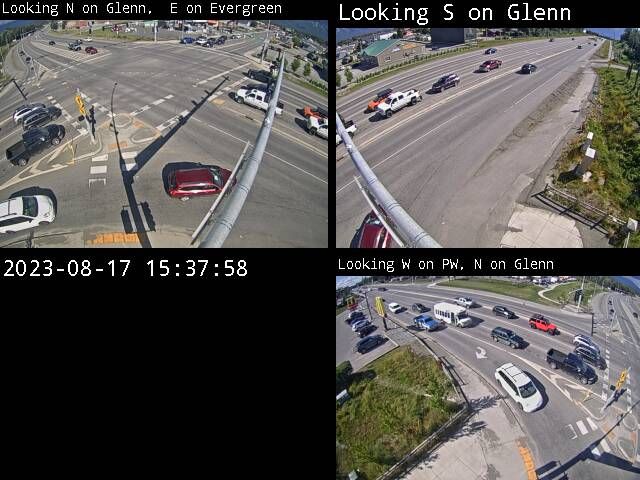 Looking N on Glenn,  E on Evergreen
Looking S on Glenn
2023-08-17 15:37:58
Looking W on PW, N on Glenn